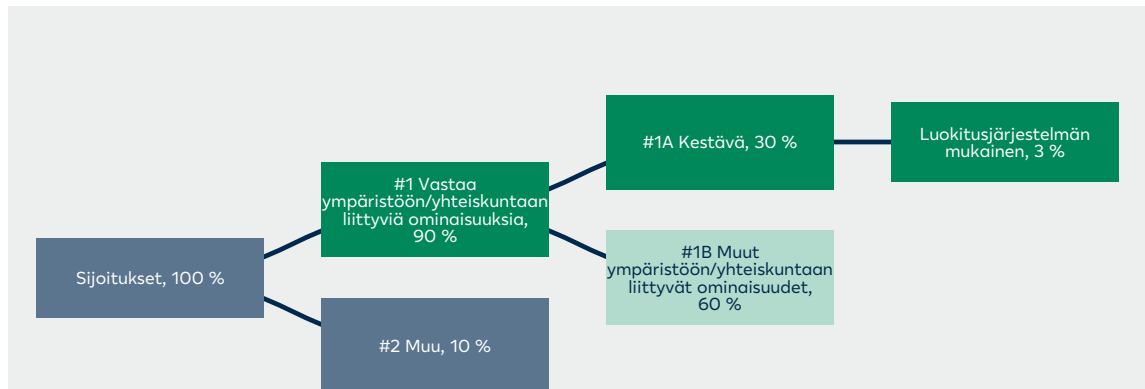 Sijoitukset, 100 %
#1 Vastaa
ympäristöön/yhteiskuntaan
liittyviä ominaisuuksia,
90 %
#2 Muu, 10 %
#1A Kestävä, 30 %
#1B Muut
ympäristöön/yhteiskuntaan
liittyvät ominaisuudet,
60 %
Luokitusjärjestelmän
mukainen, 3 %